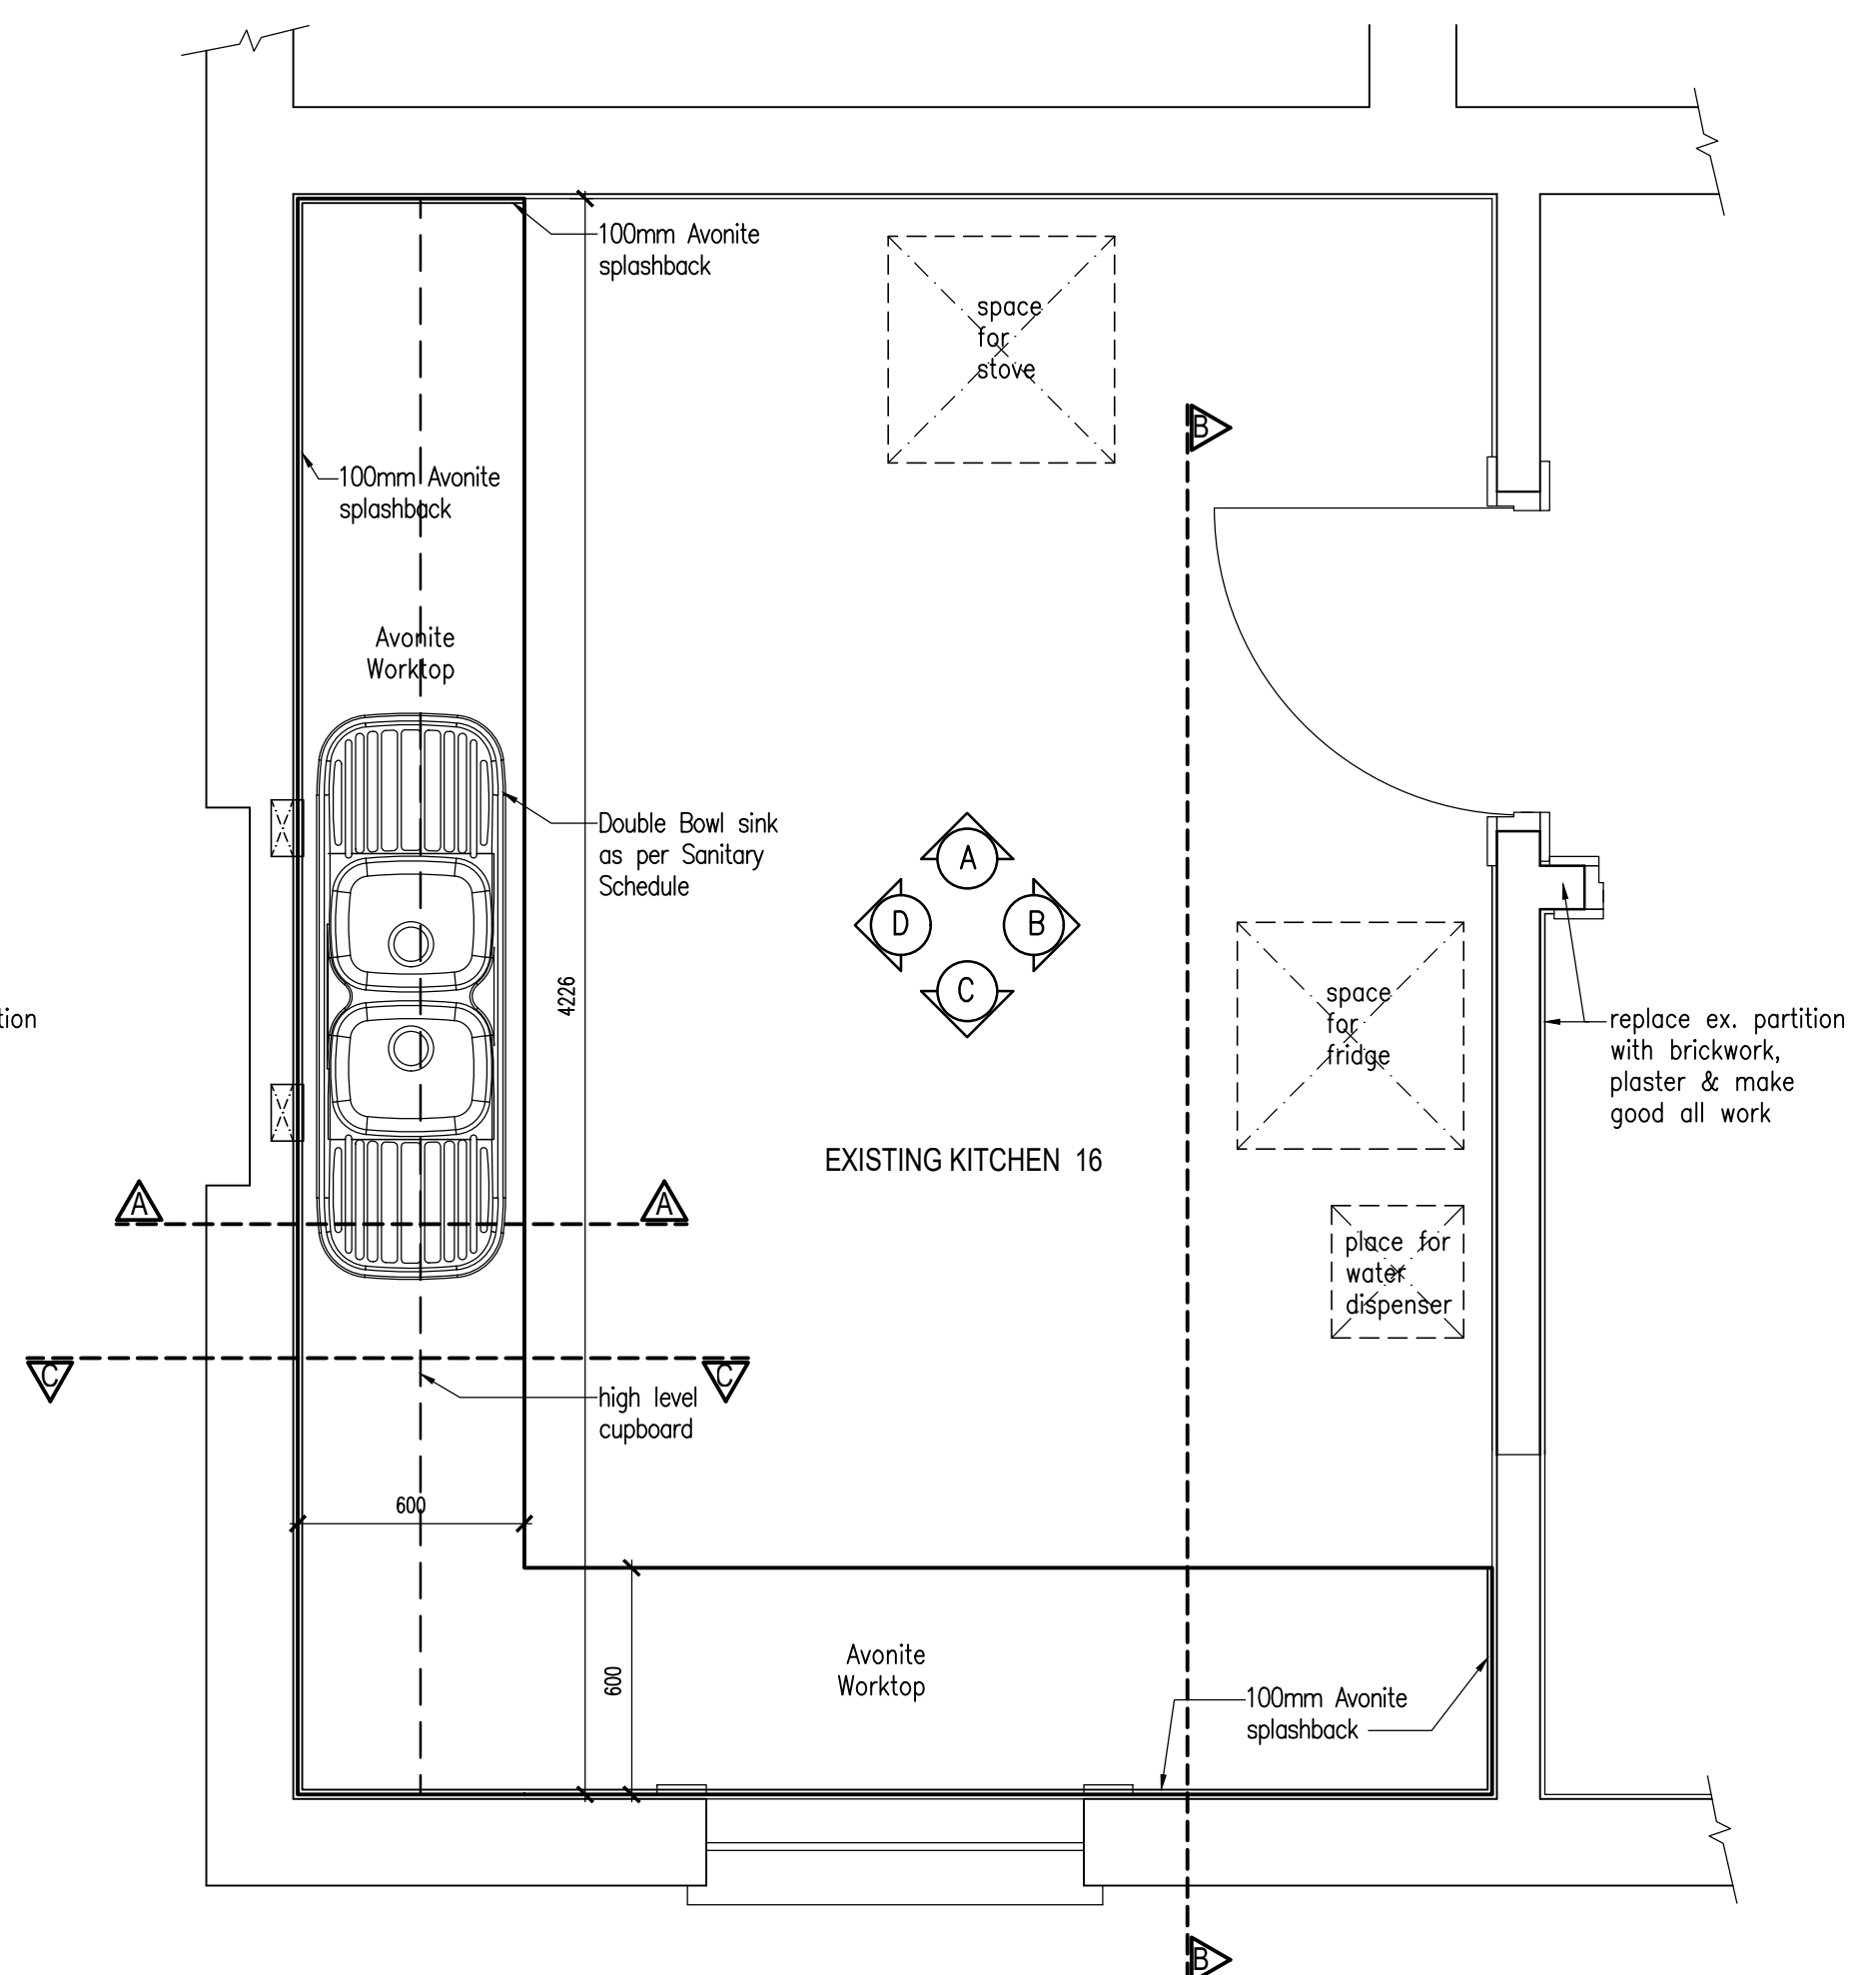 100mm Avonite
splashback
space
for
stove
B
100mm Avonite
splashback
Avonite
Worktop
Double Bowl sink
as per Sanitary
Schedule
A
D
B
C
4226
space
for
fridge
tion
replace ex. partition
with brickwork,
plaster & make
good all work
EXISTING KITCHEN 16
A
A
place for
water
dispenser
C
C
high level
cupboard
600
Avonite
Worktop
600
100mm Avonite
splashback
B